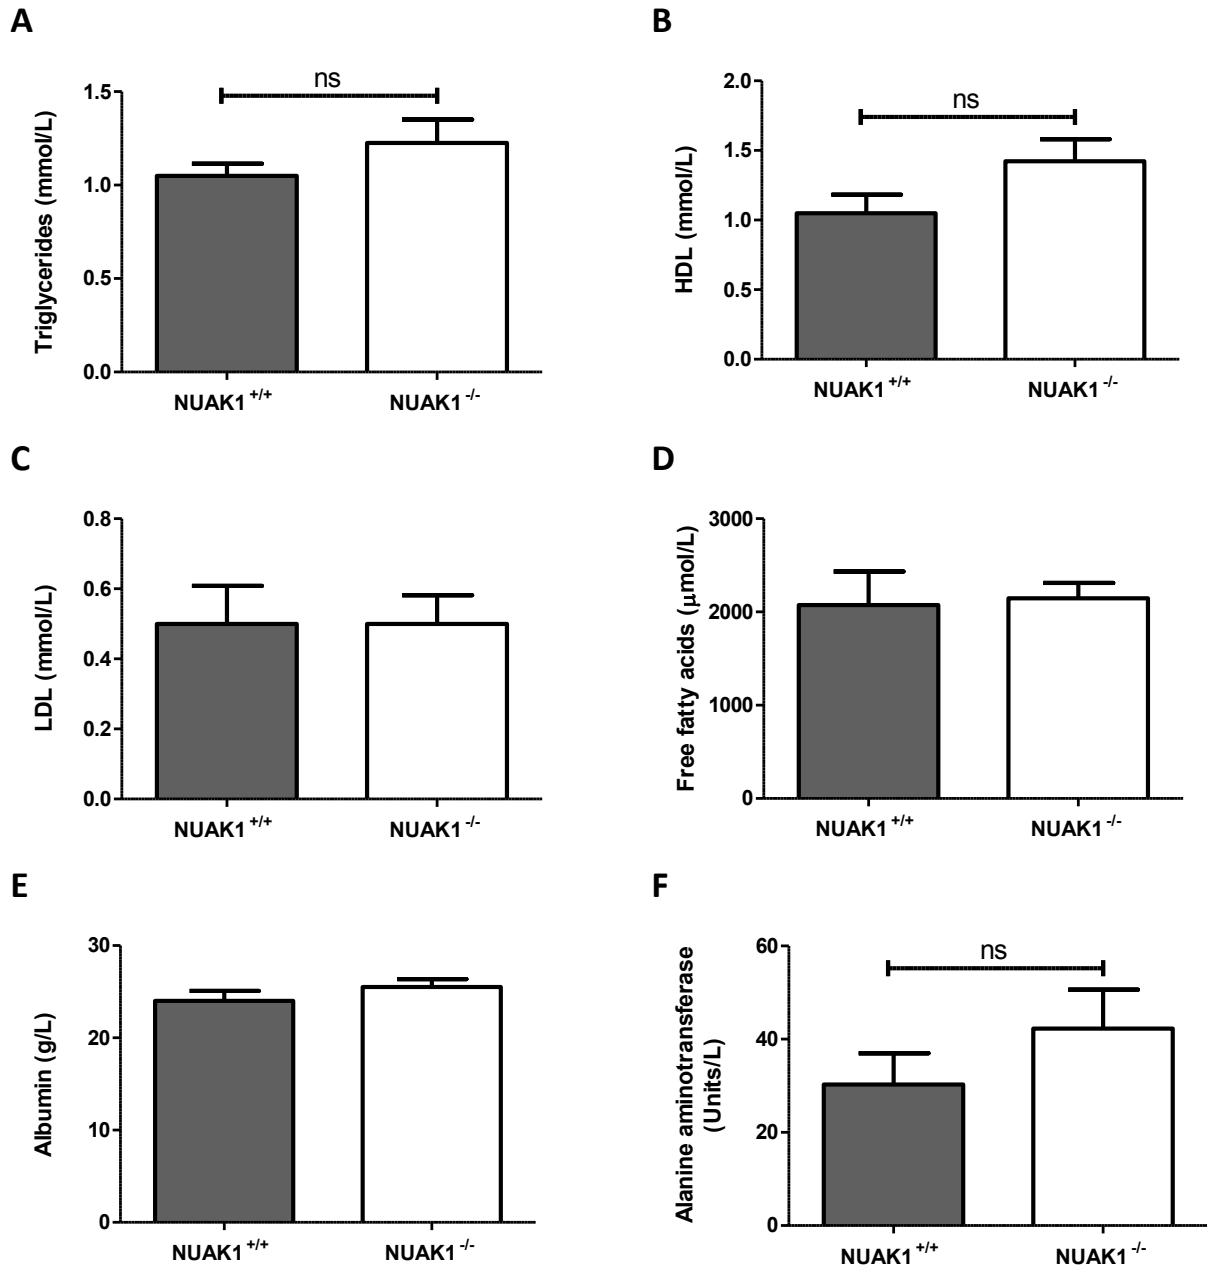 A
Triglycerides (mmol/L)
1.5
1.0
0.5
0.0
ns
NUAK1 +/+
NUAK1 -/-
B
HDL (mmol/L)
2.0
1.5
1.0
0.5
0.0
ns
NUAK1 +/+
NUAK1 -/-
C
LDL (mmol/L)
0.8
0.6
0.4
0.2
0.0
NUAK1 +/+
NUAK1 -/-
D
Free fatty acids (μmol/L)
3000
2000
1000
0
NUAK1 +/+
NUAK1 -/-
E
Albumin (g/L)
30
20
10
0
NUAK1 +/+
NUAK1 -/-
F
Alanine aminotransferase
(Units/L)
60
40
20
0
ns
NUAK1 +/+
NUAK1 -/-